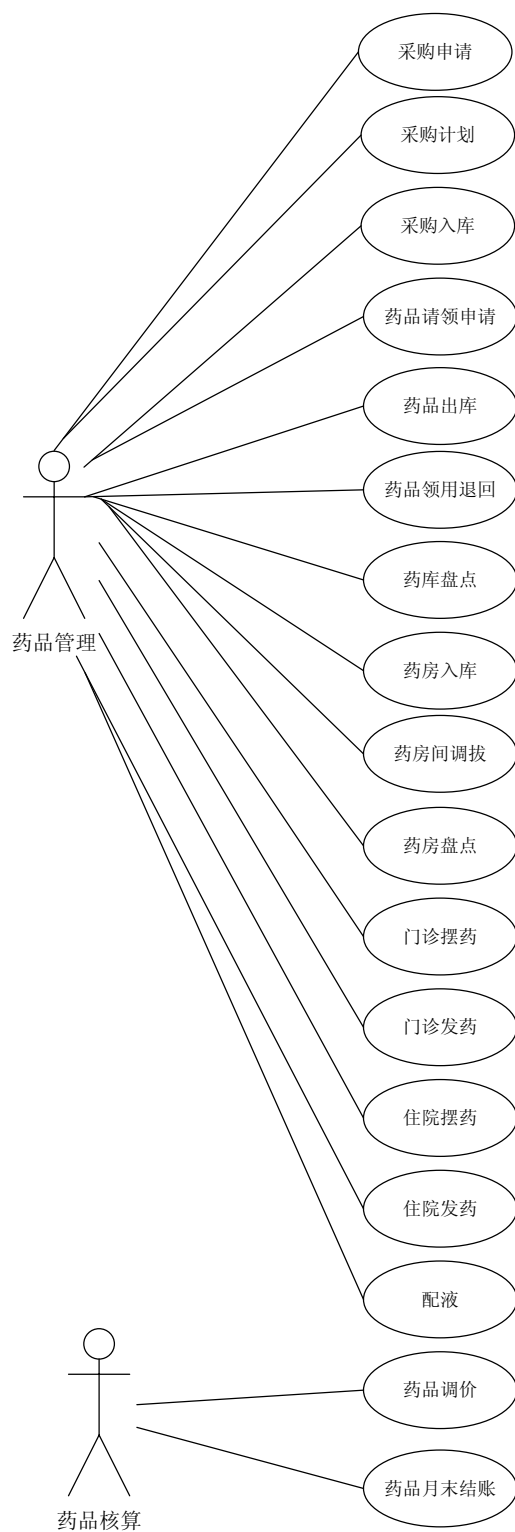 采购申请
采购计划
采购入库
药品请领申请
药品出库
药品领用退回
药库盘点
药品管理
药房入库
药房间调拔
药房盘点
门诊摆药
门诊发药
住院摆药
住院发药
配液
药品调价
药品月末结账
药品核算